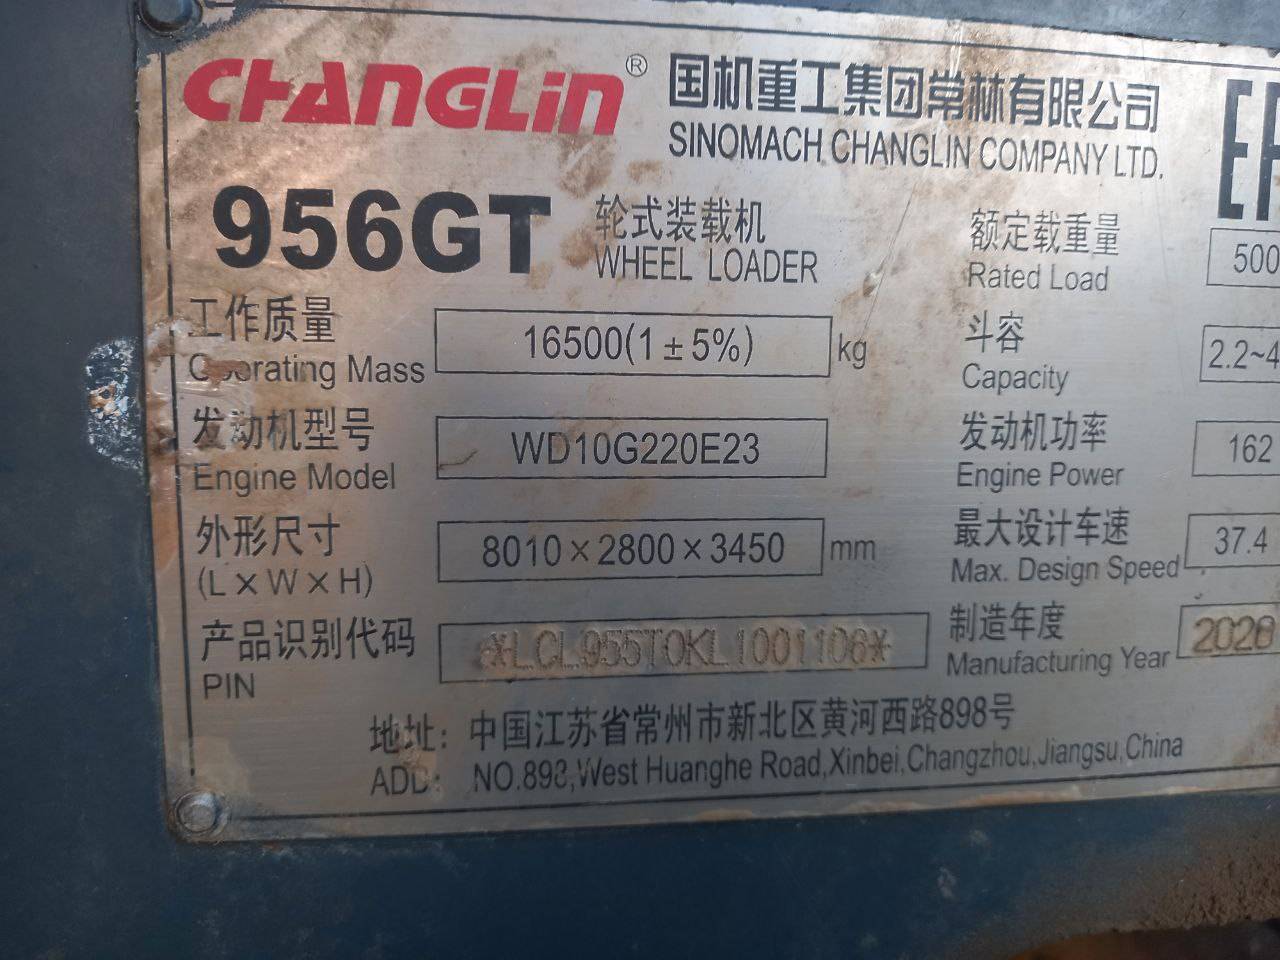 CHANGLIN® 国机重工集团常林有限公司
SINOMACH CHANGLIN COMPANY LTD.
956GT 轮式装载机
WHEEL LOADER
工作质量 16500(1±5%) kg
Operating Mass
发动机型号 WD10G220E23
Engine Model
外形尺寸 8010×2800×3450 mm
(L×W×H)
产品识别代码 *LCL955T0KL1001106*
PIN
额定载重量 500
Rated Load
斗容 2.2~4
Capacity
发动机功率 162
Engine Power
最大设计车速 37.4
Max. Design Speed
制造年度 2020
Manufacturing Year
地址: 中国江苏省常州市新北区黄河西路898号
ADD: NO.898,West Huanghe Road,Xinbei,Changzhou,Jiangsu,China